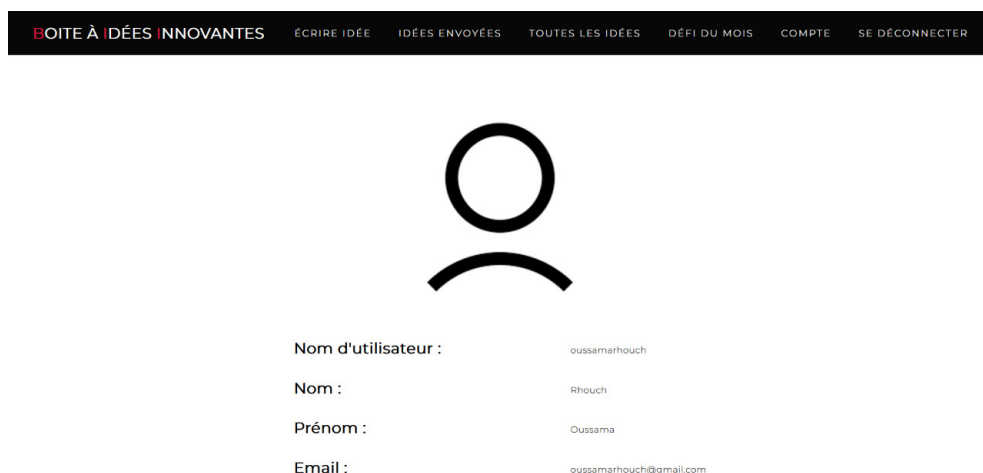 BOITE À IDÉES INNOVANTES ÉCRIRE IDÉE IDÉES ENVOYÉES TOUTES LES IDÉES DÉFI DU MOIS COMPTE SE DÉCONNECTER
Nom d'utilisateur : oussamarhouch
Nom : Rhouch
Prénom : Oussama
Email : oussamarhouch@gmail.com